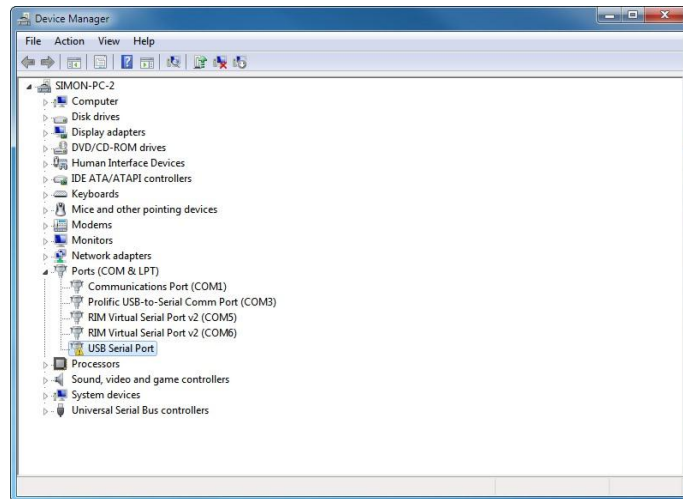 Device Manager
File Action View Help
SIMON-PC-2
Computer
Disk drives
Display adapters
DVD/CD-ROM drives
Human Interface Devices
IDE ATA/ATAPI controllers
Keyboards
Mice and other pointing devices
Modems
Monitors
Network adapters
Ports (COM & LPT)
Communications Port (COM1)
Prolific USB-to-Serial Comm Port (COM3)
RIM Virtual Serial Port v2 (COM5)
RIM Virtual Serial Port v2 (COM6)
USB Serial Port
Processors
Sound, video and game controllers
System devices
Universal Serial Bus controllers